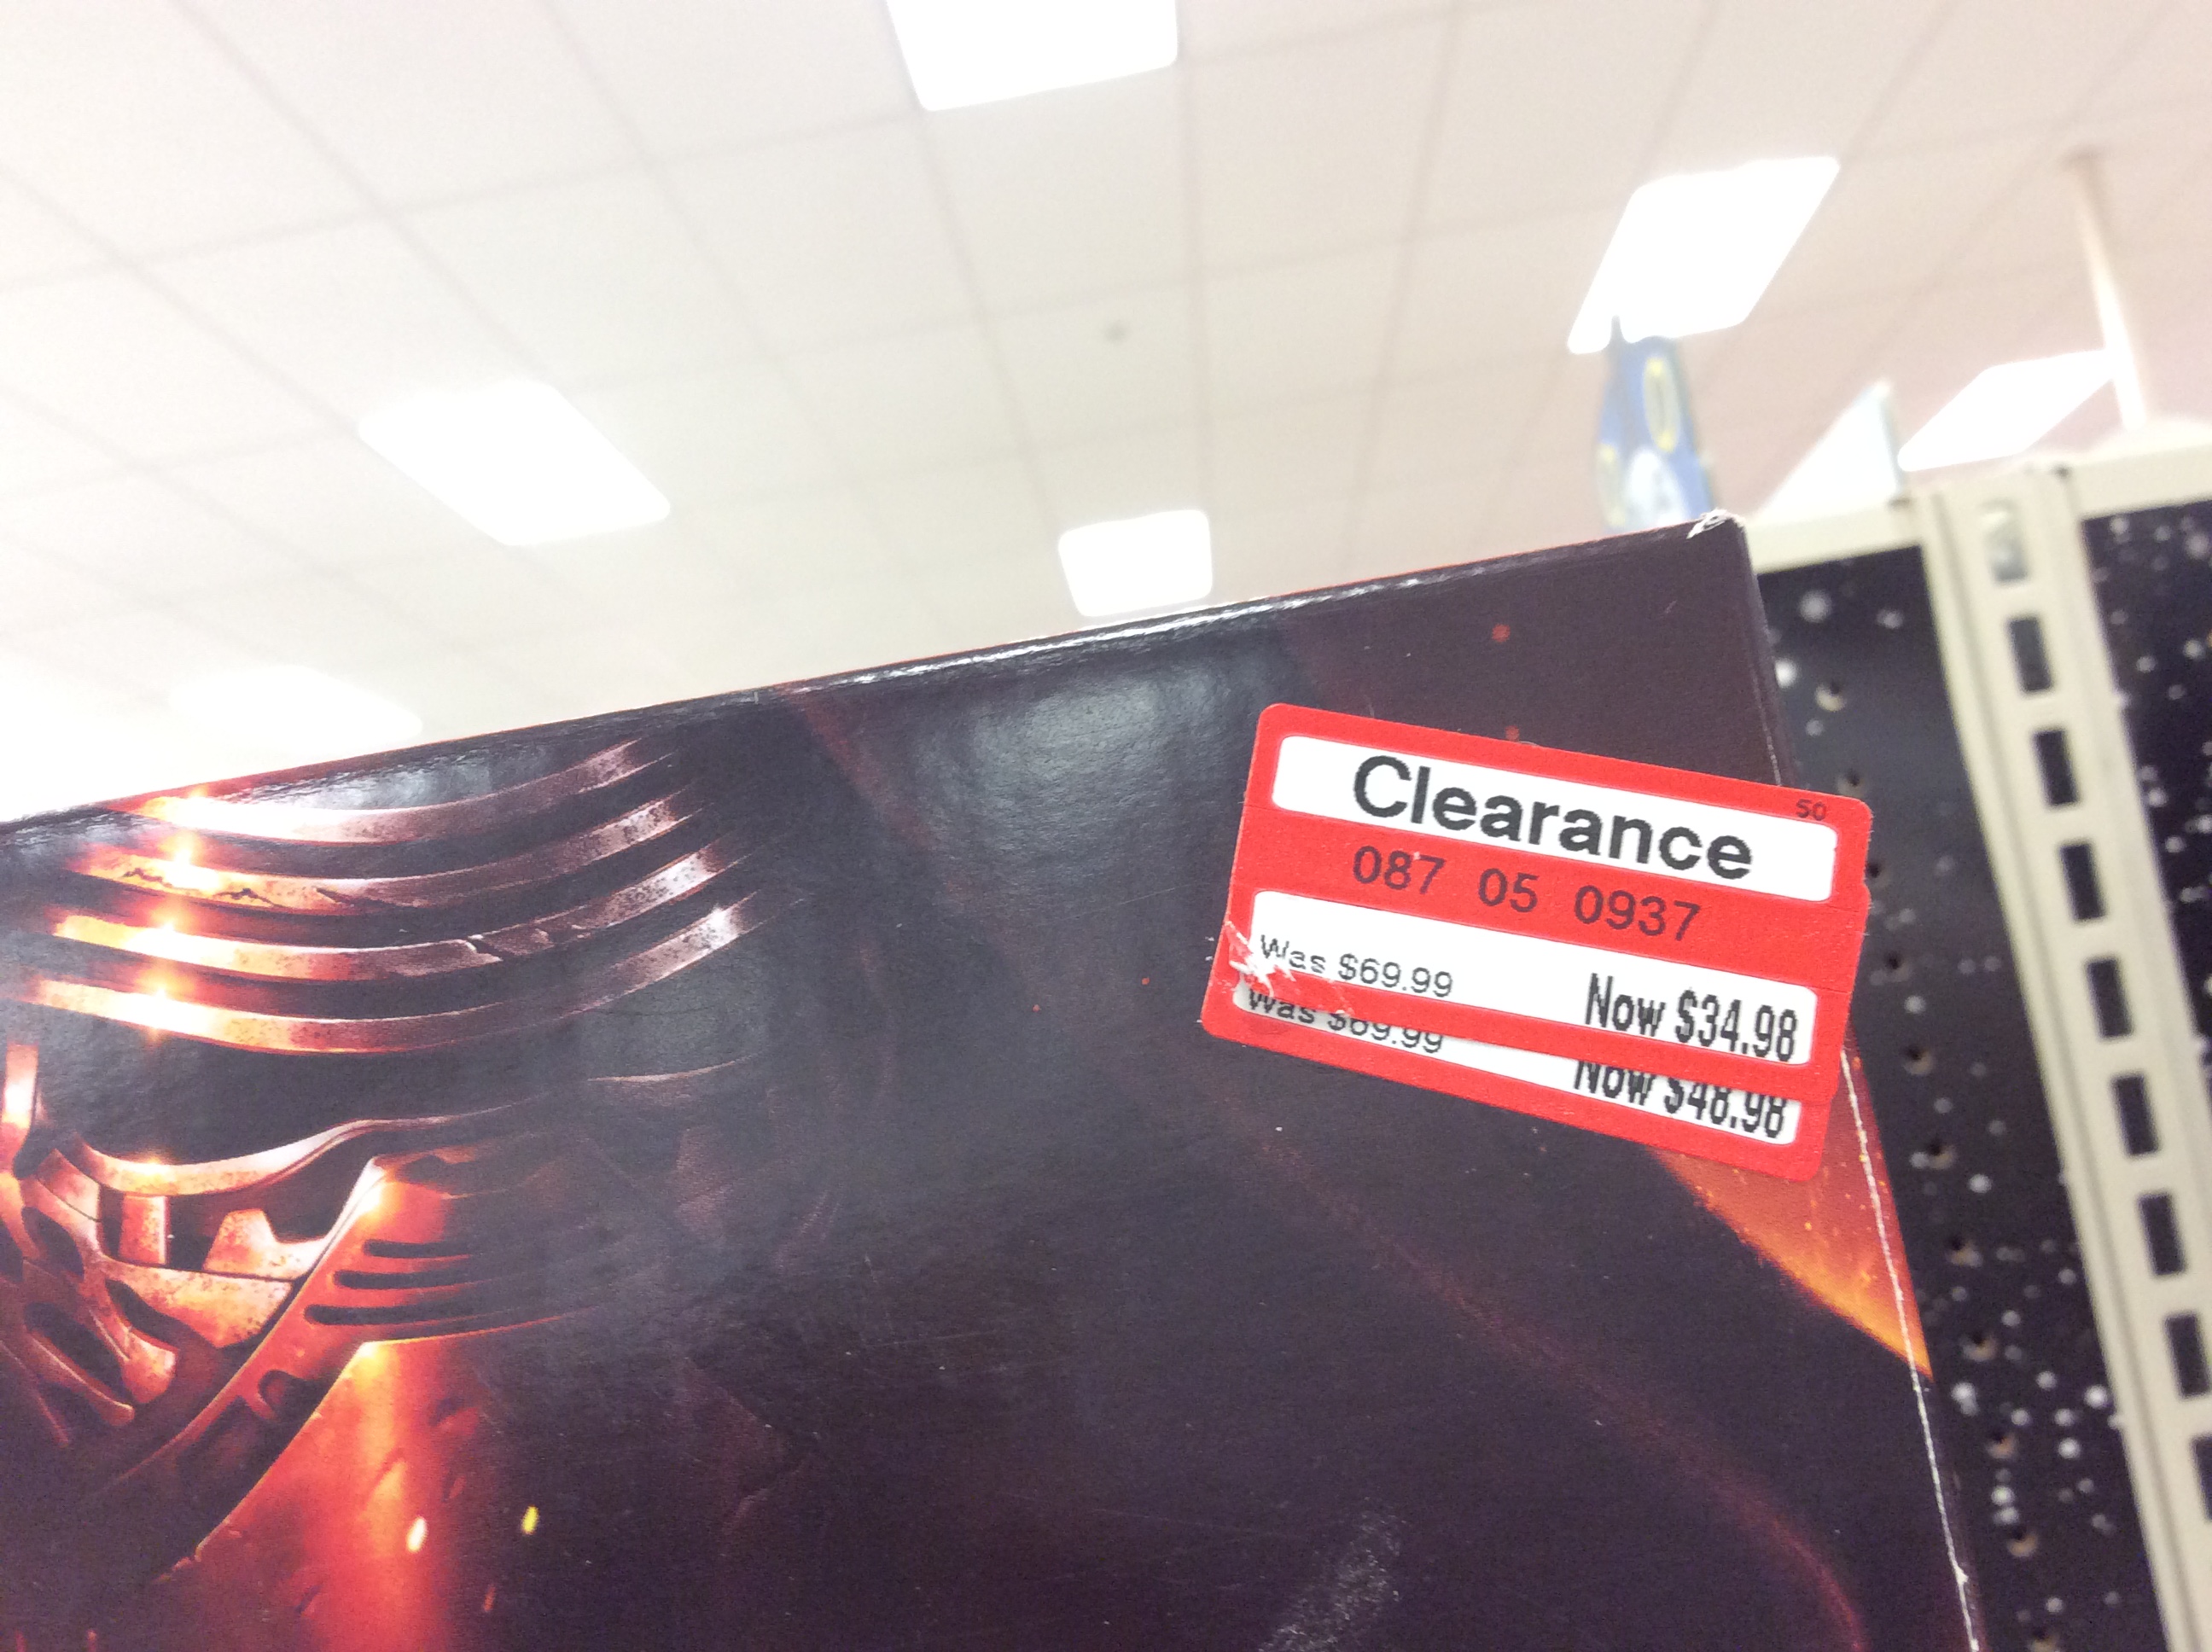 50
Clearance
087 05 0937
Was $69.99 Now $34.98
Was $69.99 Now $48.98